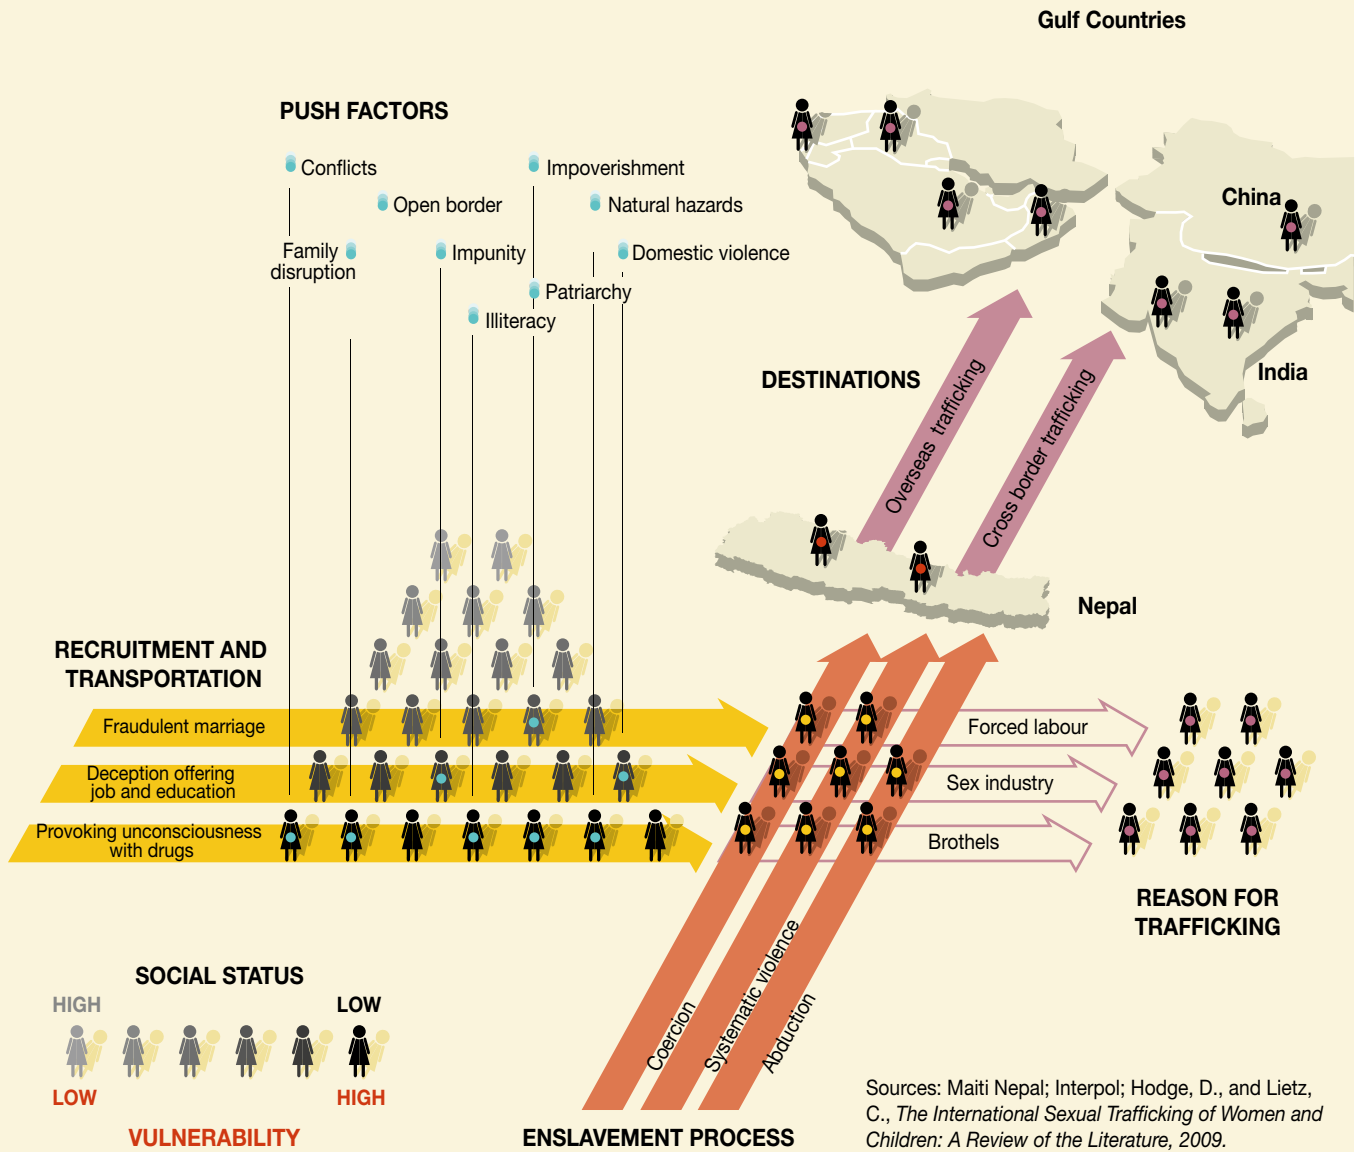 Gulf Countries
PUSH FACTORS
Conflicts
Impoverishment
Open border
Natural hazards
Family
disruption
Impunity
Domestic violence
Patriarchy
Illiteracy
China
India
DESTINATIONS
Overseas trafficking
Cross border trafficking
Nepal
RECRUITMENT AND
TRANSPORTATION
Fraudulent marriage
Deception offering
job and education
Provoking unconsciousness
with drugs
Forced labour
Sex industry
Brothels
REASON FOR
TRAFFICKING
Coercion
Systematic violence
Abduction
ENSLAVEMENT PROCESS
SOCIAL STATUS
HIGH
LOW
LOW
HIGH
VULNERABILITY
Sources: Maiti Nepal; Interpol; Hodge, D., and Lietz,
C., The International Sexual Trafficking of Women and
Children: A Review of the Literature, 2009.